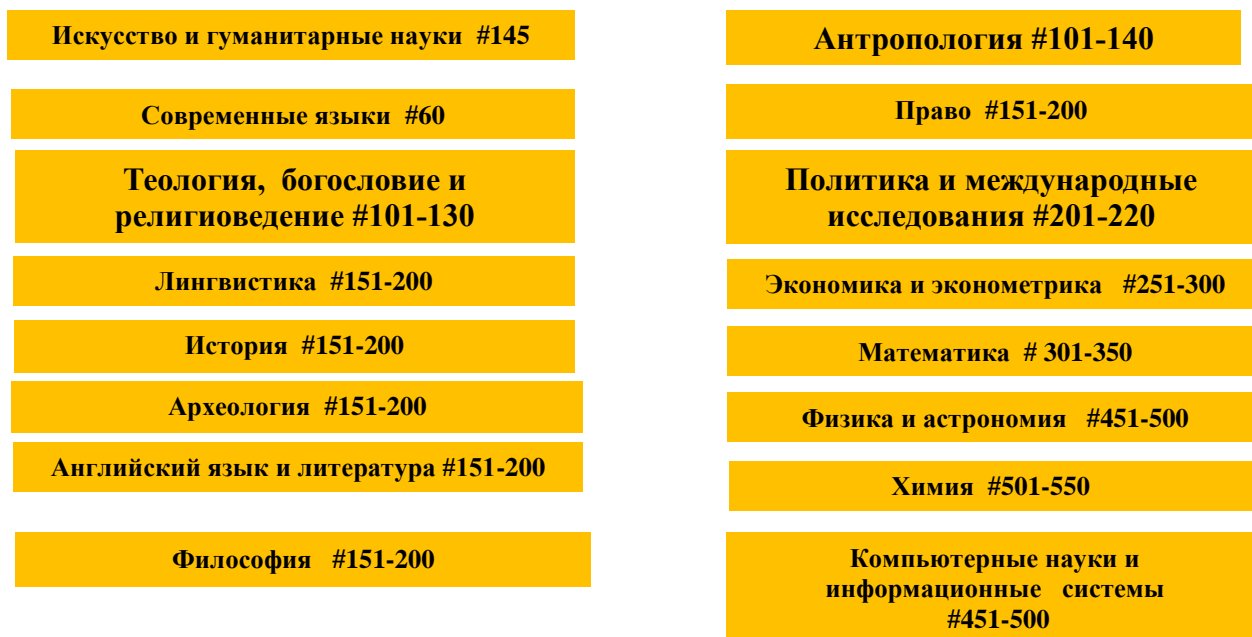 Искусство и гуманитарные науки #145
Современные языки #60
Теология, богословие и
религиоведение #101-130
Лингвистика #151-200
История #151-200
Археология #151-200
Английский язык и литература #151-200
Философия #151-200
Антропология #101-140
Право #151-200
Политика и международные
исследования #201-220
Экономика и эконометрика #251-300
Математика # 301-350
Физика и астрономия #451-500
Химия #501-550
Компьютерные науки и
информационные системы
#451-500